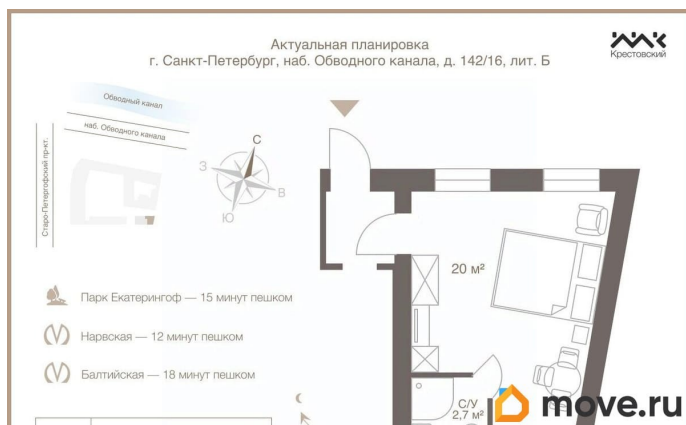 Актуальная планировка
г. Санкт-Петербург, наб. Обводного канала, д. 142/16, лит. Б
Крестовский
Обводный канал
наб. Обводного канала
Старо-Петергофский пр-кт.
С
З
В
Ю
20 м²
Парк Екатерингоф — 15 минут пешком
Нарвская — 12 минут пешком
Балтийская — 18 минут пешком
С/У
2,7 м²
move.ru